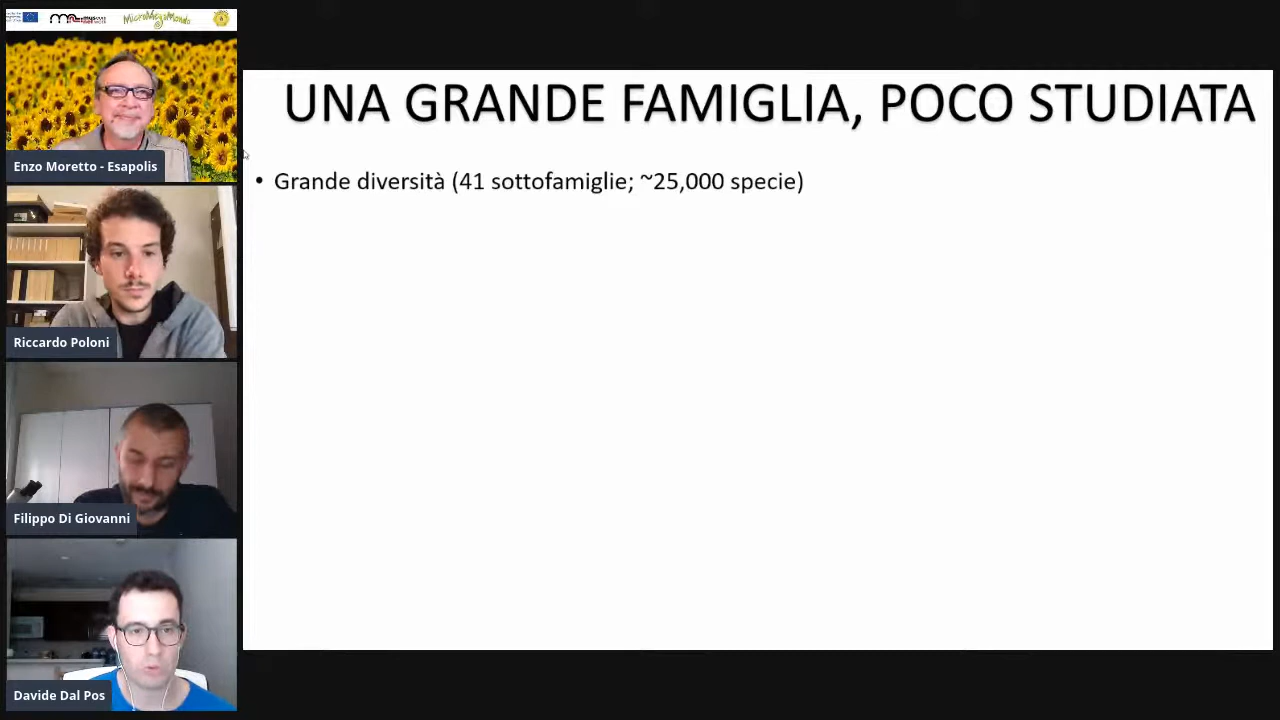 MicroMegaMondo
Enzo Moretto - Esapolis
Riccardo Poloni
Filippo Di Giovanni
Davide Dal Pos
UNA GRANDE FAMIGLIA, POCO STUDIATA
• Grande diversità (41 sottofamiglie; ~25,000 specie)